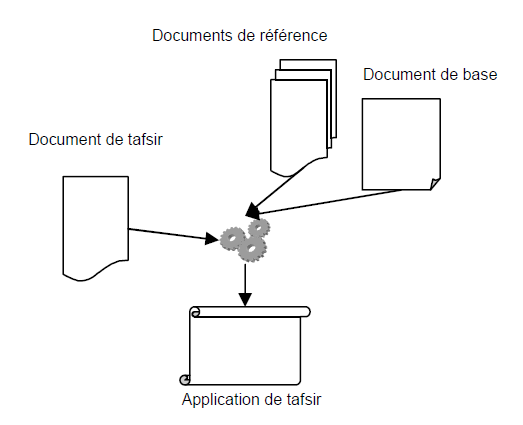 Documents de référence
Document de base
Document de tafsir
Application de tafsir